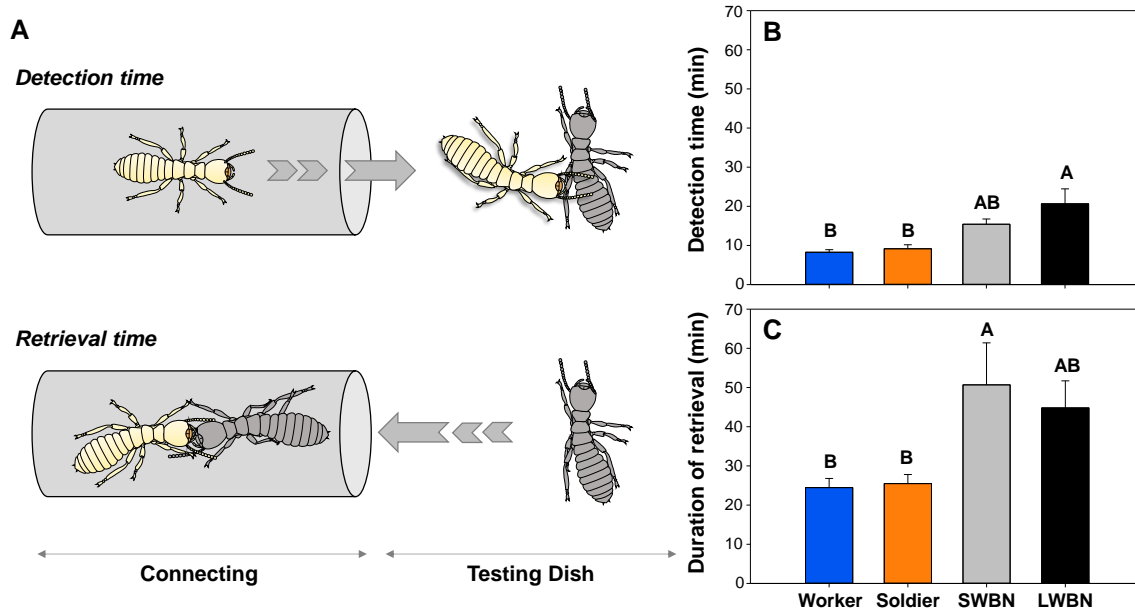 A
Detection time
Retrieval time
Connecting
Testing Dish
B
Detection time (min)
70
60
50
40
30
20
10
0
B
B
AB
A
C
Duration of retrieval (min)
70
60
50
40
30
20
10
0
B
B
A
AB
Worker
Soldier
SWBN
LWBN